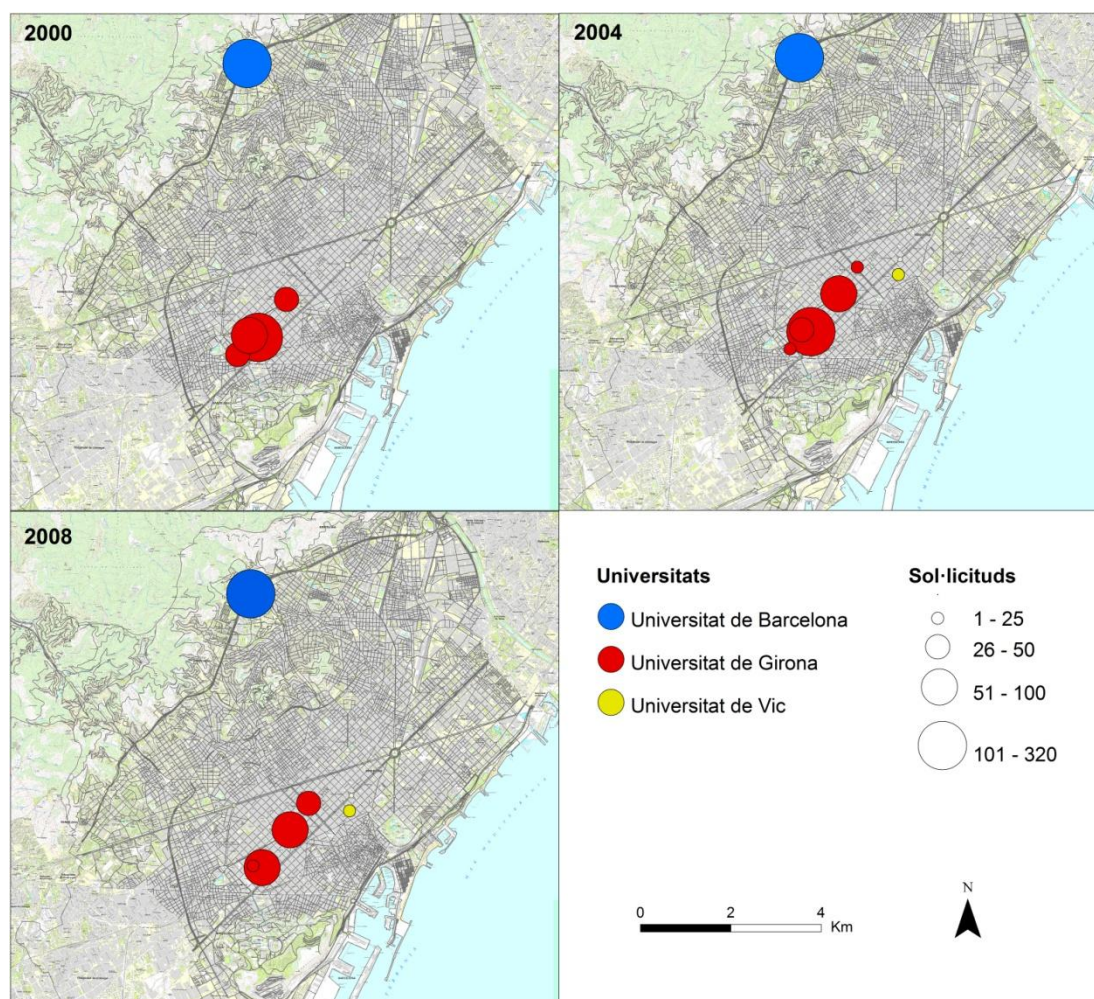 2000
2004
2008
Universitats
Universitat de Barcelona
Universitat de Girona
Universitat de Vic
Sol·licituds
1 - 25
26 - 50
51 - 100
101 - 320
0 2 4
Km
N